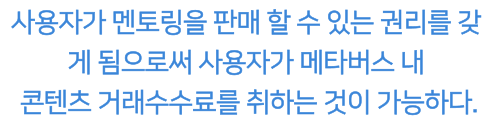 사용자가 멘토링을 판매 할 수 있는 권리를 갖
게 됨으로써 사용자가 메타버스 내
콘텐츠 거래수수료를 취하는 것이 가능하다.